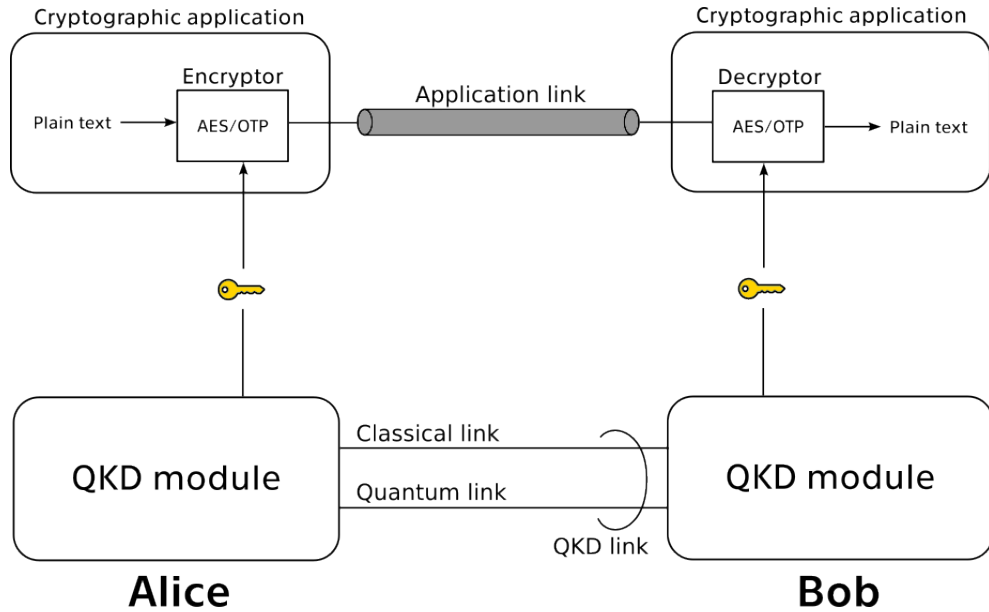 Cryptographic application
Cryptographic application
Encryptor
Application link
Decryptor
Plain text
AES/OTP
AES/OTP
Plain text
Classical link
QKD module
QKD module
Quantum link
QKD link
Alice
Bob